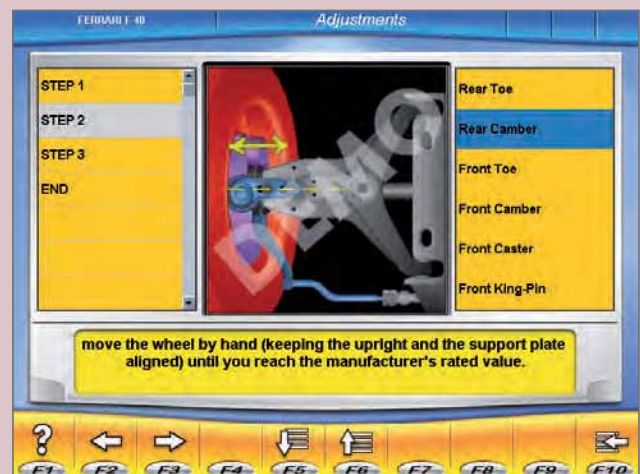 FERRARI F 40
Adjustments
STEP 1
STEP 2
STEP 3
END
DEMO
Rear Toe
Rear Camber
Front Toe
Front Camber
Front Caster
Front King-Pin
move the wheel by hand (keeping the upright and the support plate
aligned) until you reach the manufacturer's rated value.
?
F1 F2 F3 F4 F5 F6 F7 F8 F9 F10